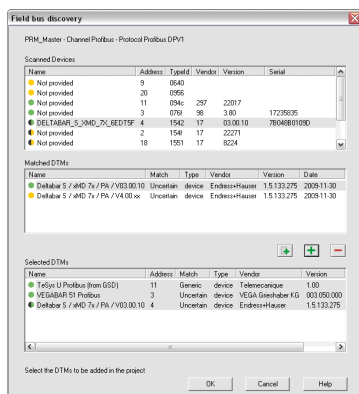 Field bus discovery
PRM_Master - Channel Profibus - Protocol Profibus DPV1
Scanned Devices
Name Address TypeId Vendor Version Serial
Not provided 9 0640
Not provided 20 0956
Not provided 11 094c 297 22017
Not provided 3 076f 98 3.80 17235835
DELTABAR_S_XMD_7X_6EDT5F 4 1542 17 03.00.10 7B048B0109D
Not provided 2 154f 17 22271
Not provided 18 1551 17 8224
Matched DTMs
Name Match Type Vendor Version Date
Deltabar S / xMD 7x / PA / V03.00.10 Uncertain device Endress+Hauser 1.5.133.275 2009-11-30
Deltabar S / xMD 7x / PA / V4.00.xx Uncertain device Endress+Hauser 1.5.133.275 2009-11-30
Selected DTMs
Name Address Match Type Vendor Version
TeSys U Profibus (from GSD) 11 Generic device Telemecanique 1.00
VEGABAR 51 Profibus 3 Uncertain device VEGA Grieshaber KG 003.050.000
Deltabar S / xMD 7x / PA / V03.00.10 4 Uncertain device Endress+Hauser 1.5.133.275
Select the DTMs to be added in the project
OK Cancel Help